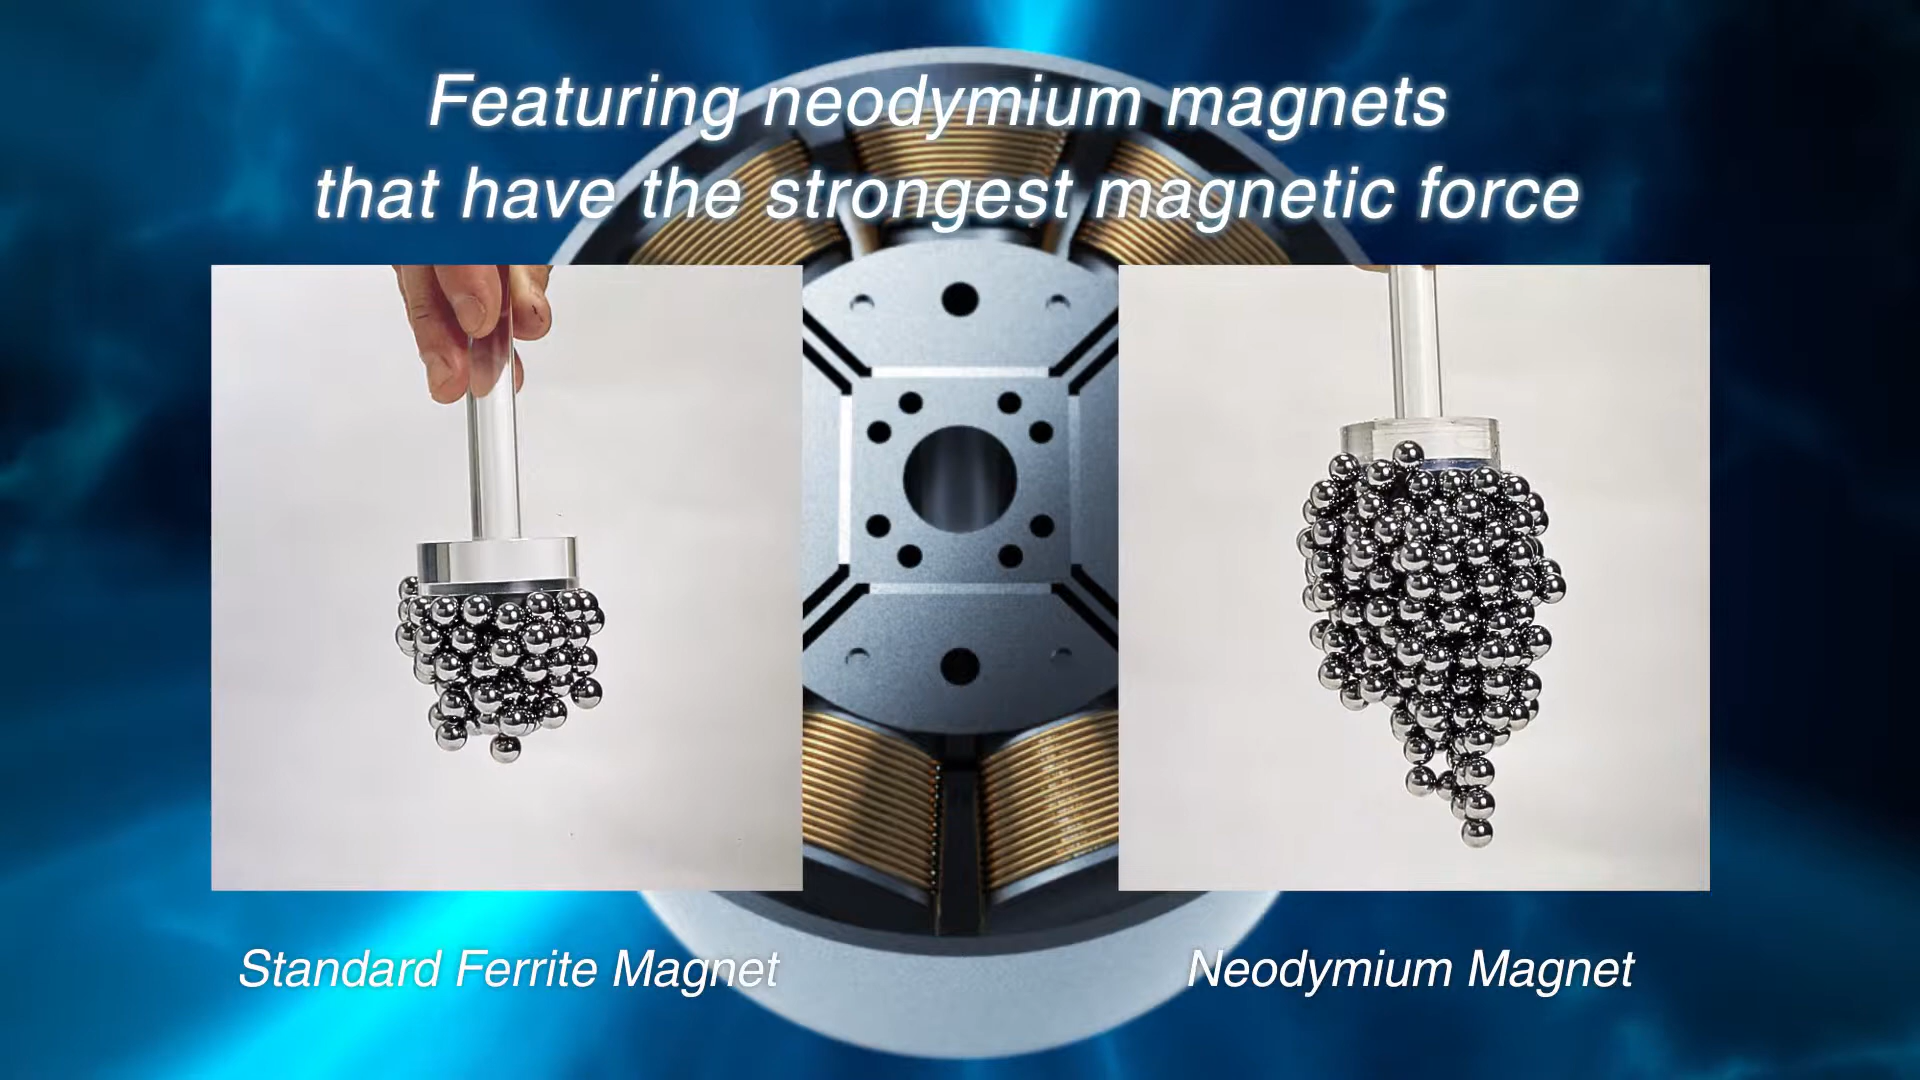 Featuring neodymium magnets
that have the strongest magnetic force
Standard Ferrite Magnet
Neodymium Magnet